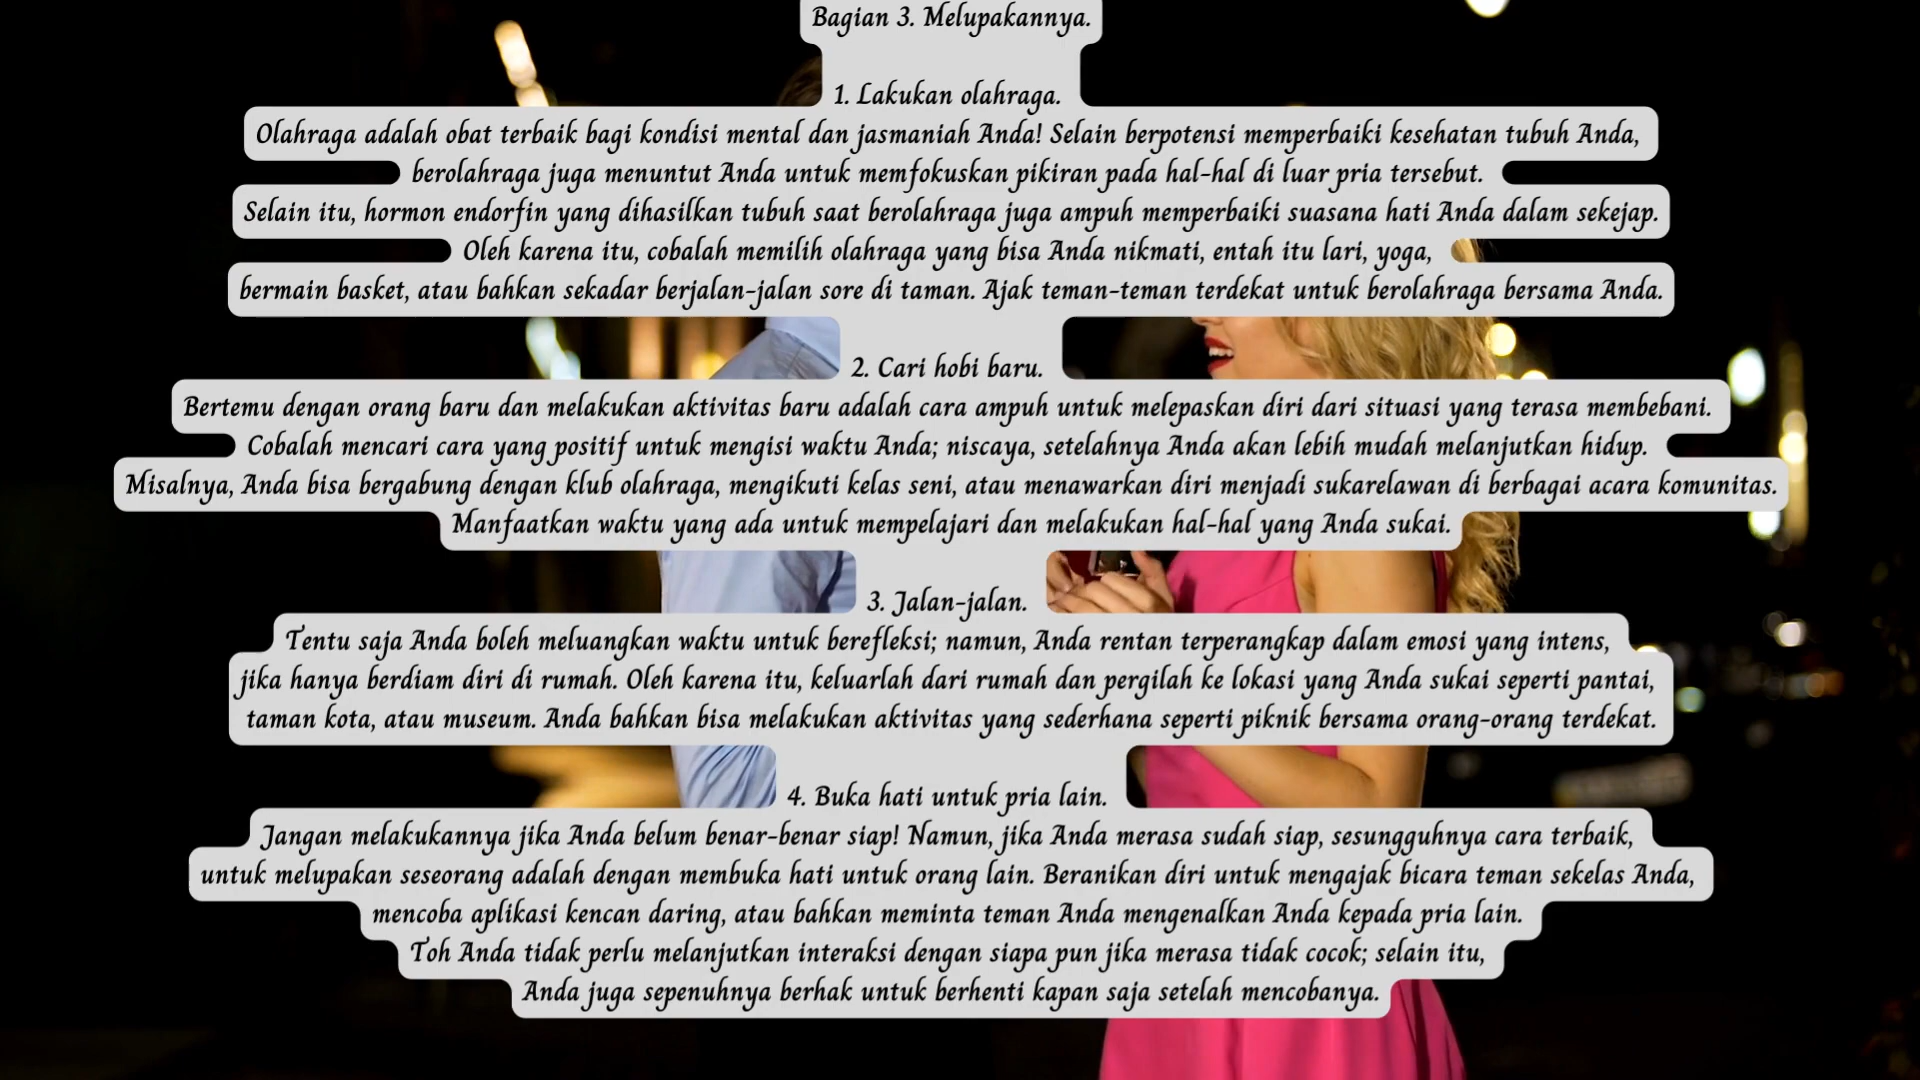 Bagian 3. Melupakannya.
1. Lakukan olahraga.
Olahraga adalah obat terbaik bagi kondisi mental dan jasmaniah Anda! Selain berpotensi memperbaiki kesehatan tubuh Anda,
berolahraga juga menuntut Anda untuk memfokuskan pikiran pada hal-hal di luar pria tersebut.
Selain itu, hormon endorfin yang dihasilkan tubuh saat berolahraga juga ampuh memperbaiki suasana hati Anda dalam sekejap.
Oleh karena itu, cobalah memilih olahraga yang bisa Anda nikmati, entah itu lari, yoga,
bermain basket, atau bahkan sekadar berjalan-jalan sore di taman. Ajak teman-teman terdekat untuk berolahraga bersama Anda.
2. Cari hobi baru.
Bertemu dengan orang baru dan melakukan aktivitas baru adalah cara ampuh untuk melepaskan diri dari situasi yang terasa membebani.
Cobalah mencari cara yang positif untuk mengisi waktu Anda; niscaya, setelahnya Anda akan lebih mudah melanjutkan hidup.
Misalnya, Anda bisa bergabung dengan klub olahraga, mengikuti kelas seni, atau menawarkan diri menjadi sukarelawan di berbagai acara komunitas.
Manfaatkan waktu yang ada untuk mempelajari dan melakukan hal-hal yang Anda sukai.
3. Jalan-jalan.
Tentu saja Anda boleh meluangkan waktu untuk berefleksi; namun, Anda rentan terperangkap dalam emosi yang intens,
jika hanya berdiam diri di rumah. Oleh karena itu, keluarlah dari rumah dan pergilah ke lokasi yang Anda sukai seperti pantai,
taman kota, atau museum. Anda bahkan bisa melakukan aktivitas yang sederhana seperti piknik bersama orang-orang terdekat.
4. Buka hati untuk pria lain.
Jangan melakukannya jika Anda belum benar-benar siap! Namun, jika Anda merasa sudah siap, sesungguhnya cara terbaik,
untuk melupakan seseorang adalah dengan membuka hati untuk orang lain. Beranikan diri untuk mengajak bicara teman sekelas Anda,
mencoba aplikasi kencan daring, atau bahkan meminta teman Anda mengenalkan Anda kepada pria lain.
Toh Anda tidak perlu melanjutkan interaksi dengan siapa pun jika merasa tidak cocok; selain itu,
Anda juga sepenuhnya berhak untuk berhenti kapan saja setelah mencobanya.